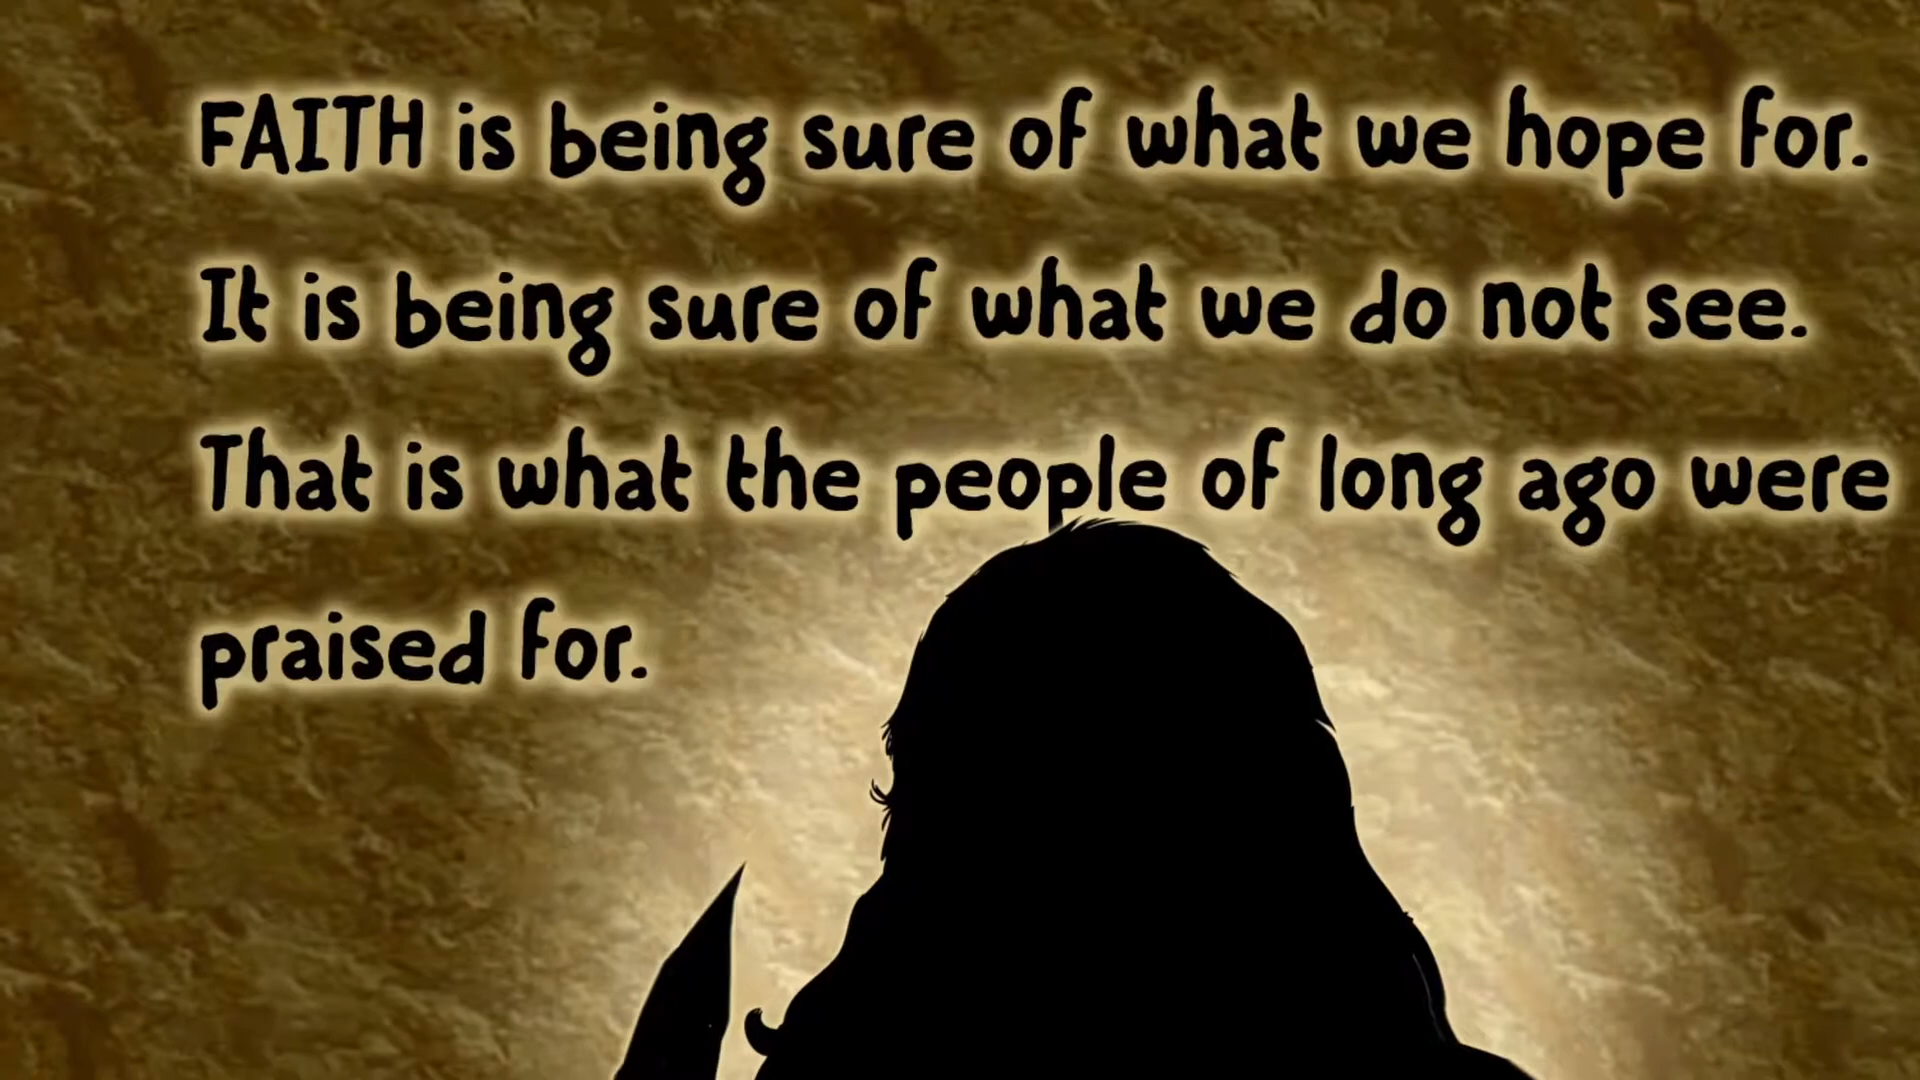 FAITH is being sure of what we hope for.
It is being sure of what we do not see.
That is what the people of long ago were
praised for.